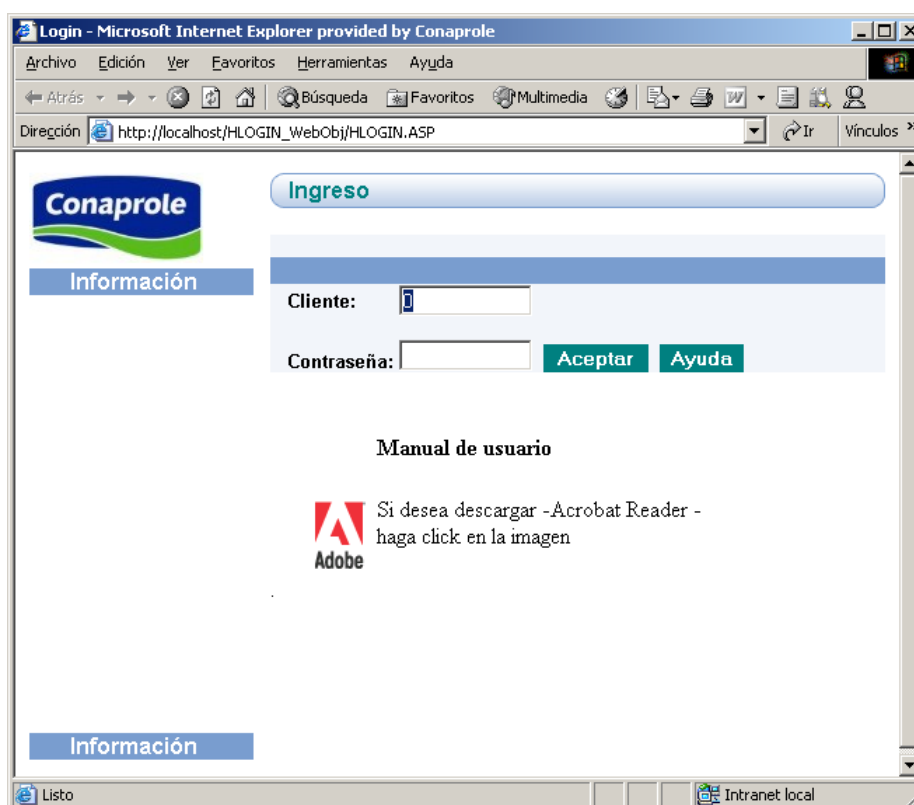 Login - Microsoft Internet Explorer provided by Conaprole
Archivo Edición Ver Favoritos Herramientas Ayuda
Atrás Búsqueda Favoritos Multimedia
Dirección http://localhost/HLOGIN_WebObj/HLOGIN.ASP Ir Vínculos »
Conaprole
Ingreso
Información
Cliente: 0
Contraseña: Aceptar Ayuda
Manual de usuario
Si desea descargar -Acrobat Reader -
haga click en la imagen
Adobe
.
Información
Listo Intranet local